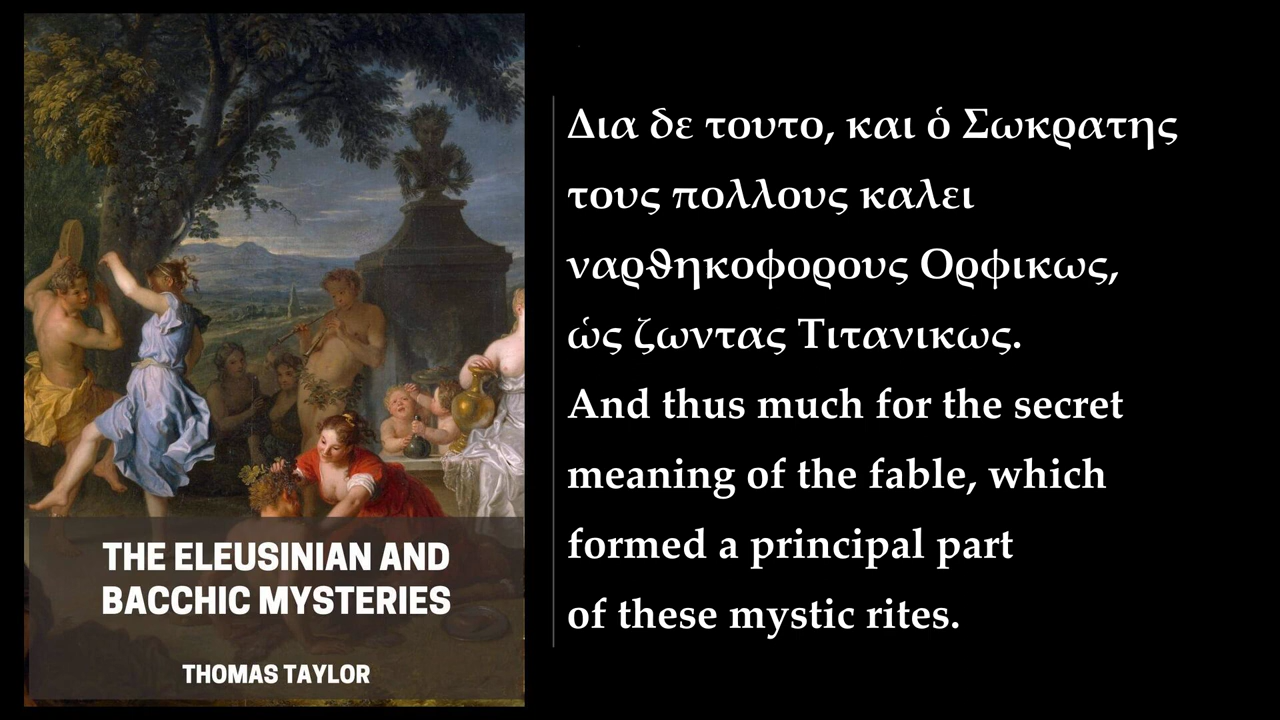 THE ELEUSINIAN AND
BACCHIC MYSTERIES
THOMAS TAYLOR
Δια δε τουτο, και ὁ Σωκρατης
τους πολλους καλει
ναρθηκοφορους Ορφικως,
ὡς ζωντας Τιτανικως.
And thus much for the secret
meaning of the fable, which
formed a principal part
of these mystic rites.